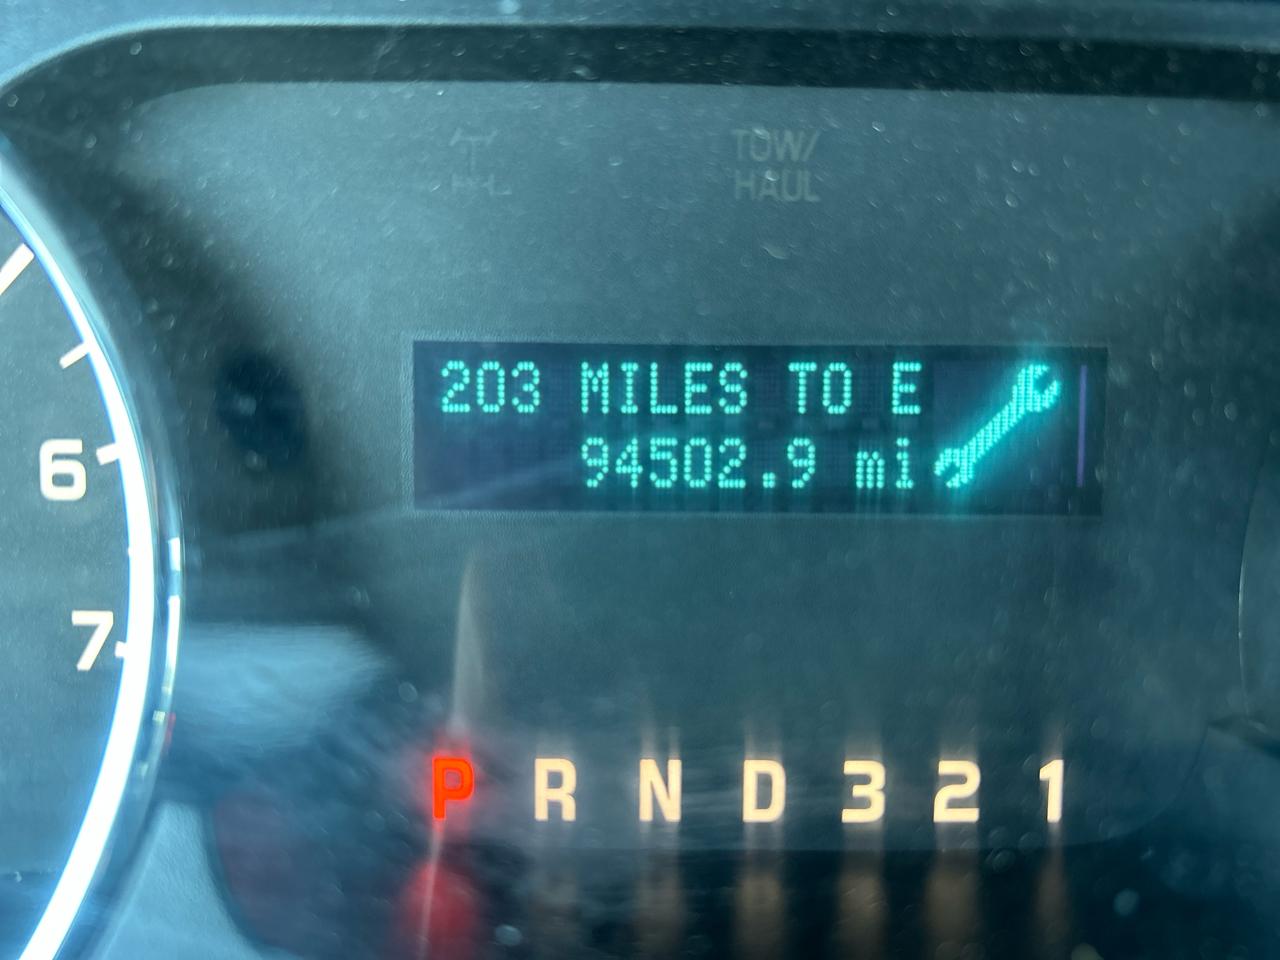 TOW/
HAUL
203 MILES TO E
94502.9 mi
6
7
P R N D 3 2 1